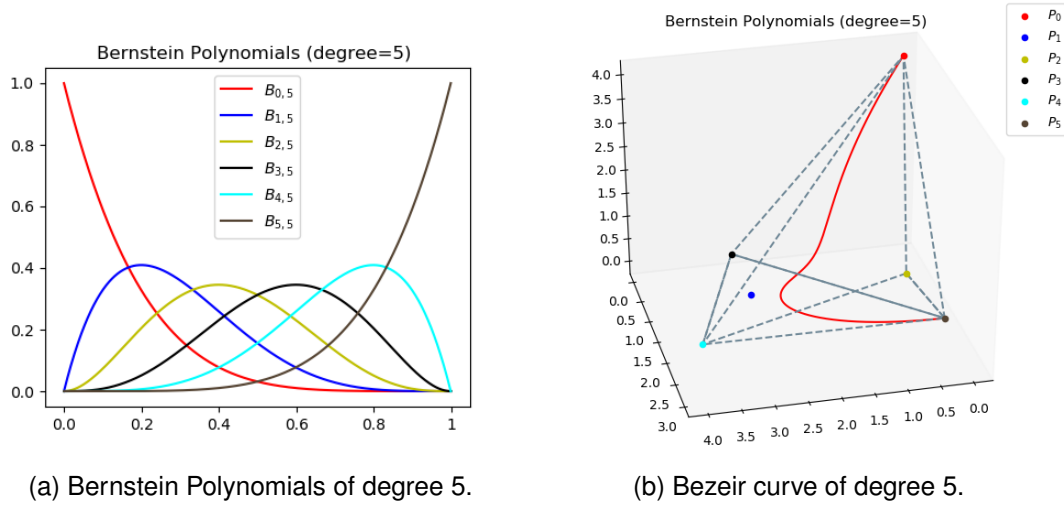 Bernstein Polynomials (degree=5)
1.0
0.8
0.6
0.4
0.2
0.0
0.0 0.2 0.4 0.6 0.8 1
B0, 5
B1, 5
B2, 5
B3, 5
B4, 5
B5, 5
(a) Bernstein Polynomials of degree 5.
Bernstein Polynomials (degree=5)
P0
P1
P2
P3
P4
P5
4.0
3.5
3.0
2.5
2.0
1.5
1.0
0.5
0.0
0.0
0.5
1.0
1.5
2.0
2.5
3.0
4.0 3.5 3.0 2.5 2.0 1.5 1.0 0.5 0.0
(b) Bezeir curve of degree 5.